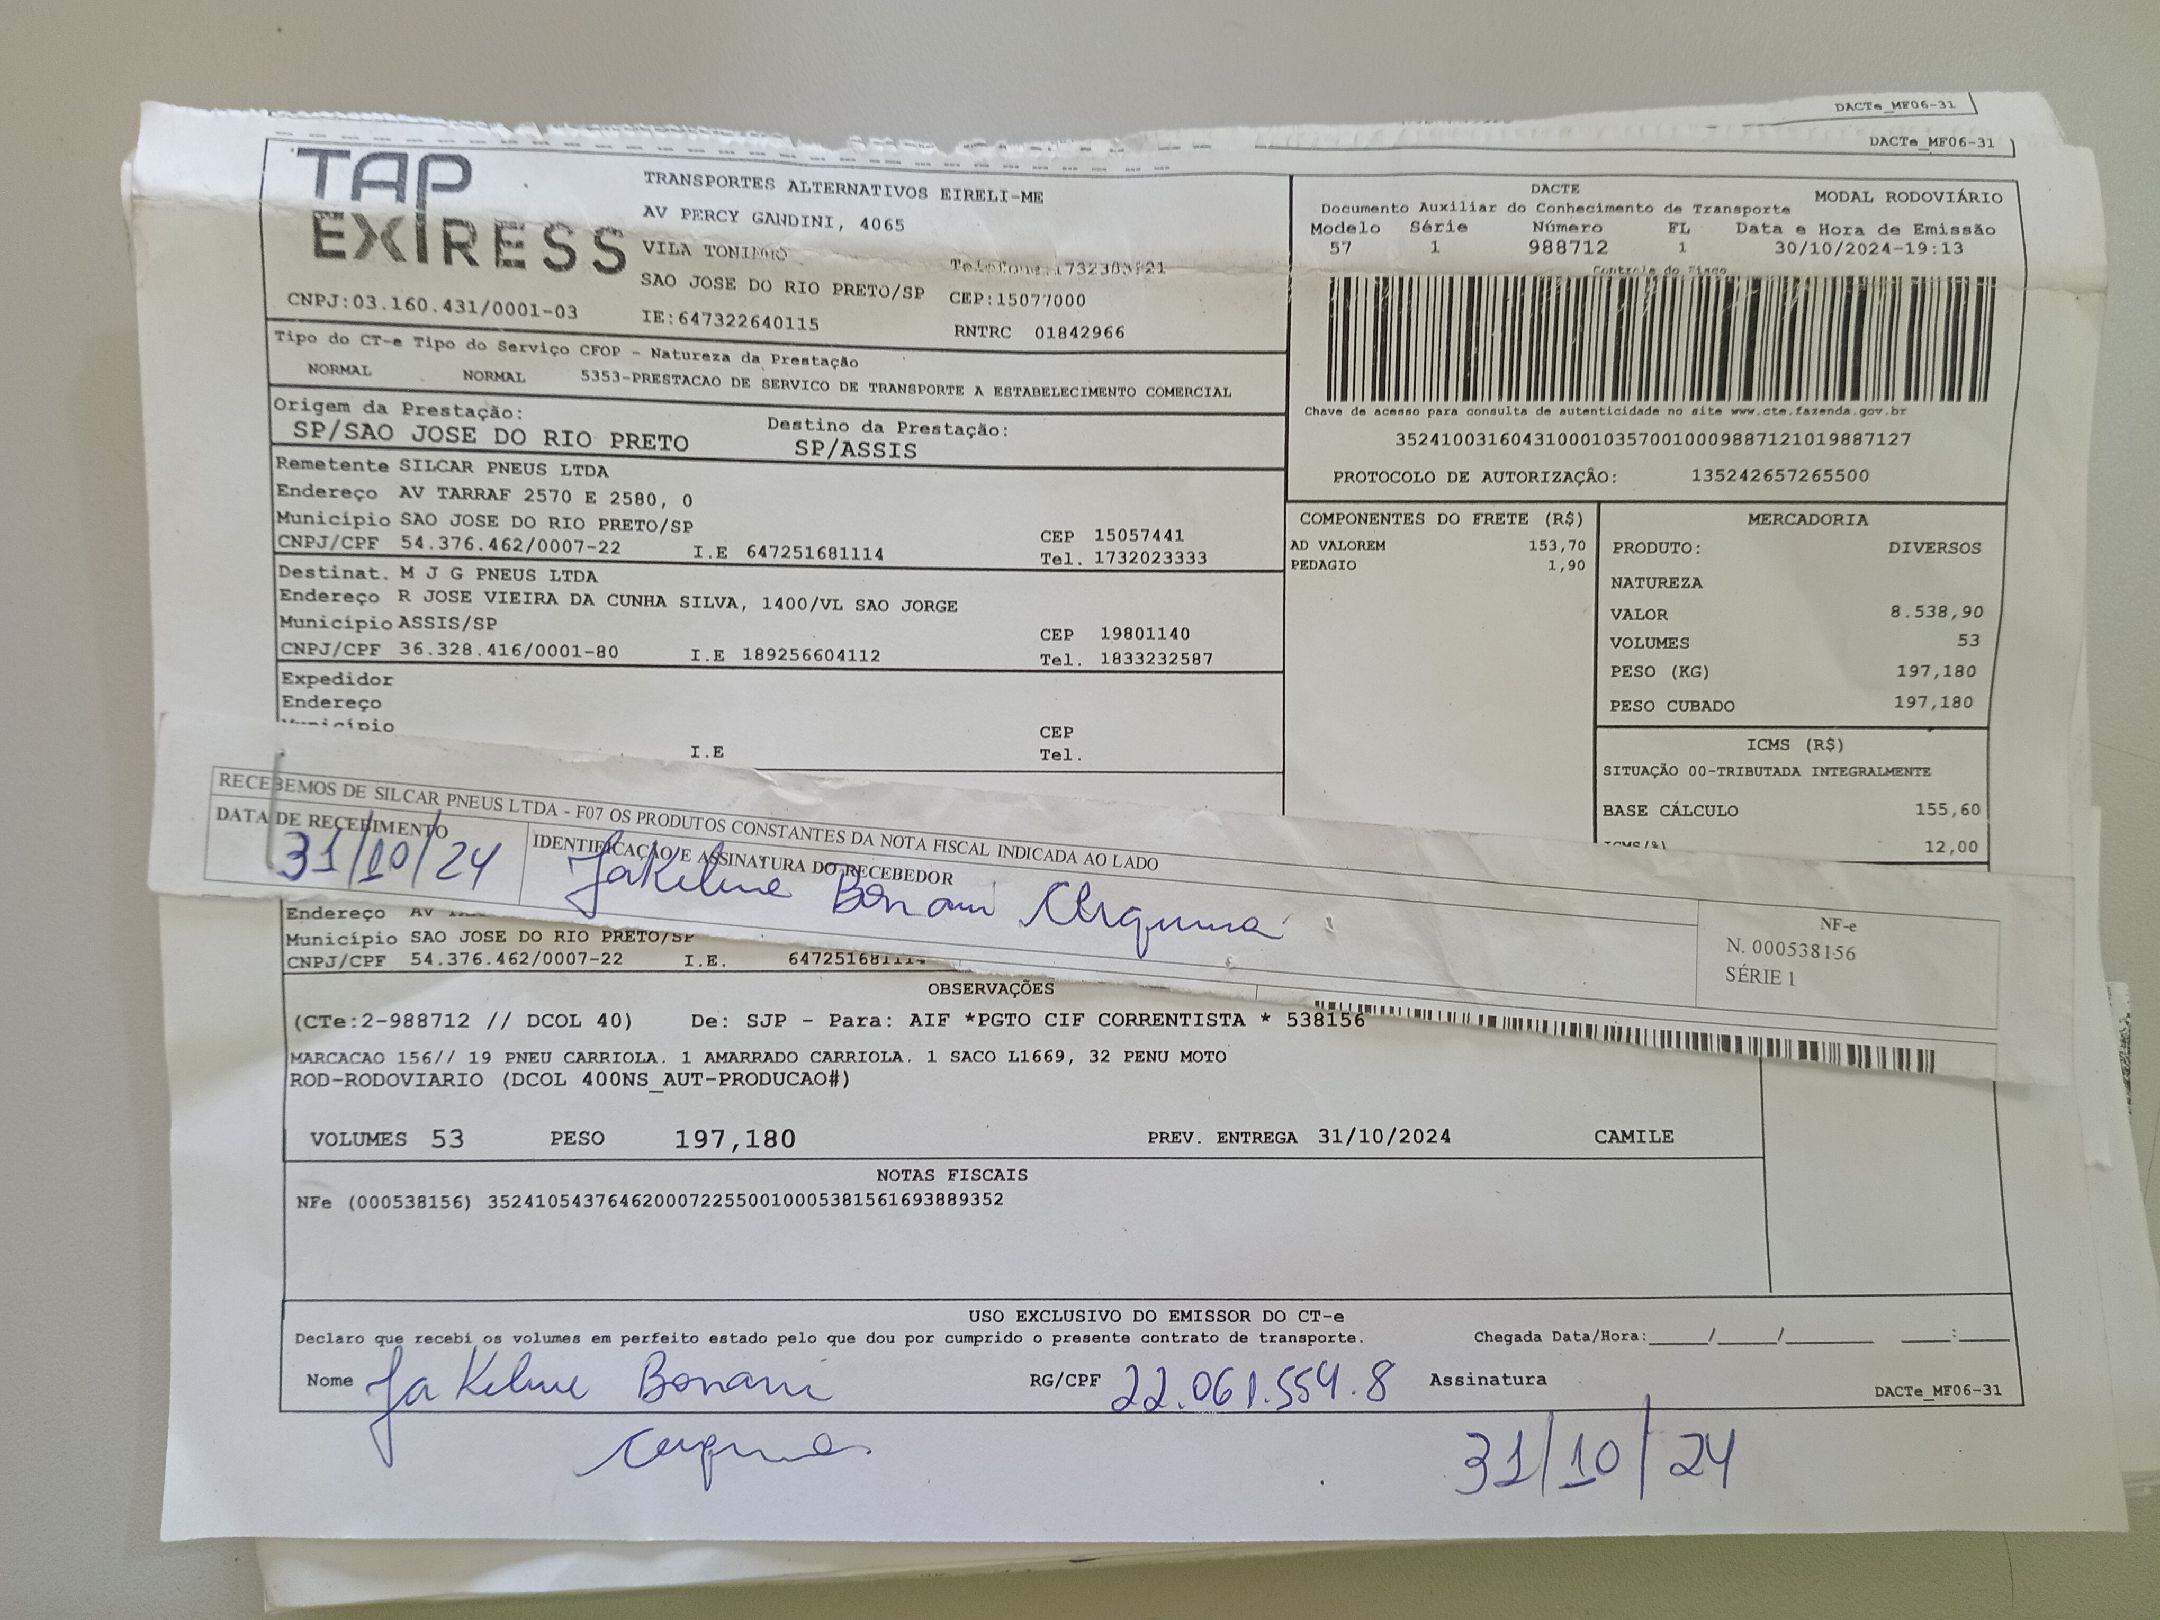 DACTe_MF06-31
DACTe_MF06-31
TAP
EXIRESS
TRANSPORTES ALTERNATIVOS EIRELI-ME
AV PERCY GANDINI, 4065
VILA TONINHO
SAO JOSE DO RIO PRETO/SP CEP:15077000
CNPJ:03.160.431/0001-03 IE:647322640115 RNTRC 01842966
DACTE MODAL RODOVIÁRIO
Documento Auxiliar do Conhecimento de Transporte
Modelo Série Número FL Data e Hora de Emissão
57 1 988712 1 30/10/2024-19:13
Controle do Fisco
Chave de acesso para consulta de autenticidade no site www.cte.fazenda.gov.br
35241003160431000103570010009887121019887127
PROTOCOLO DE AUTORIZAÇÃO: 135242657265500
Tipo do CT-e Tipo do Serviço CFOP - Natureza da Prestação
NORMAL NORMAL 5353-PRESTACAO DE SERVICO DE TRANSPORTE A ESTABELECIMENTO COMERCIAL
Origem da Prestação: Destino da Prestação:
SP/SAO JOSE DO RIO PRETO SP/ASSIS
Remetente SILCAR PNEUS LTDA
Endereço AV TARRAF 2570 E 2580, 0
Município SAO JOSE DO RIO PRETO/SP CEP 15057441
CNPJ/CPF 54.376.462/0007-22 I.E 647251681114 Tel. 1732023333
Destinat. M J G PNEUS LTDA
Endereço R JOSE VIEIRA DA CUNHA SILVA, 1400/VL SAO JORGE
Município ASSIS/SP CEP 19801140
CNPJ/CPF 36.328.416/0001-80 I.E 189256604112 Tel. 1833232587
Expedidor
Endereço
Município CEP
I.E Tel.
COMPONENTES DO FRETE (R$)
AD VALOREM 153,70
PEDAGIO 1,90
MERCADORIA
PRODUTO: DIVERSOS
NATUREZA
VALOR 8.538,90
VOLUMES 53
PESO (KG) 197,180
PESO CUBADO 197,180
ICMS (R$)
SITUAÇÃO 00-TRIBUTADA INTEGRALMENTE
BASE CÁLCULO 155,60
12,00
RECEBEMOS DE SILCAR PNEUS LTDA - F07 OS PRODUTOS CONSTANTES DA NOTA FISCAL INDICADA AO LADO
DATA DE RECEBIMENTO IDENTIFICAÇÃO E ASSINATURA DO RECEBEDOR
31/10/24 Jakeline Bonani
NF-e
N. 000538156
SÉRIE 1
Endereço AV
Município SAO JOSE DO RIO PRETO/SP
CNPJ/CPF 54.376.462/0007-22 I.E. 647251681114
OBSERVAÇÕES
(CTe:2-988712 // DCOL 40) De: SJP - Para: AIF *PGTO CIF CORRENTISTA * 538156
MARCACAO 156// 19 PNEU CARRIOLA. 1 AMARRADO CARRIOLA. 1 SACO L1669, 32 PENU MOTO
ROD-RODOVIARIO (DCOL 400NS_AUT-PRODUCAO#)
VOLUMES 53 PESO 197,180 PREV. ENTREGA 31/10/2024 CAMILE
NOTAS FISCAIS
NFe (000538156) 35241054376462000722550010005381561693889352
USO EXCLUSIVO DO EMISSOR DO CT-e
Declaro que recebi os volumes em perfeito estado pelo que dou por cumprido o presente contrato de transporte. Chegada Data/Hora:_____/_____/_______ ____:____
Nome Jakeline Bonani RG/CPF 22.061.554.8 Assinatura
DACTe_MF06-31
31/10/24